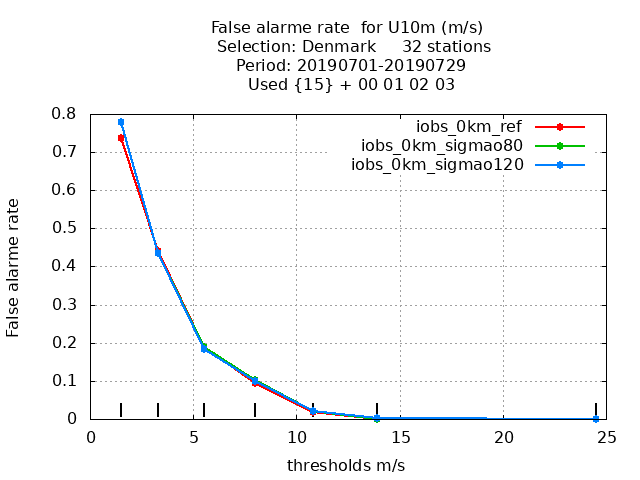 False alarme rate  for U10m (m/s)
Selection: Denmark     32 stations
Period: 20190701-20190729
Used {15} + 00 01 02 03
iobs_0km_ref
iobs_0km_sigmao80
iobs_0km_sigmao120
False alarme rate
0.8
0.7
0.6
0.5
0.4
0.3
0.2
0.1
0
0 5 10 15 20 25
thresholds m/s